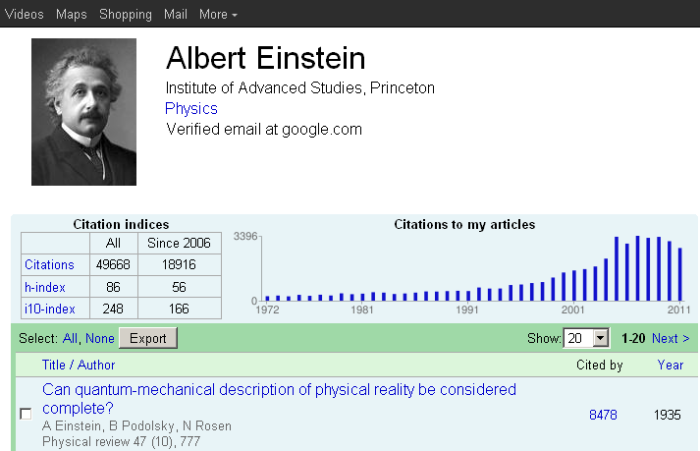 Videos Maps Shopping Mail More
Albert Einstein
Institute of Advanced Studies, Princeton
Physics
Verified email at google.com
Citation indices
All Since 2006
Citations 49668 18916
h-index 86 56
i10-index 248 166
Citations to my articles
3396
0
1972 1981 1991 2001 2011
Select: All, None Export Show: 20 1-20 Next >
Title / Author Cited by Year
Can quantum-mechanical description of physical reality be considered
complete? 8478 1935
A Einstein, B Podolsky, N Rosen
Physical review 47 (10), 777